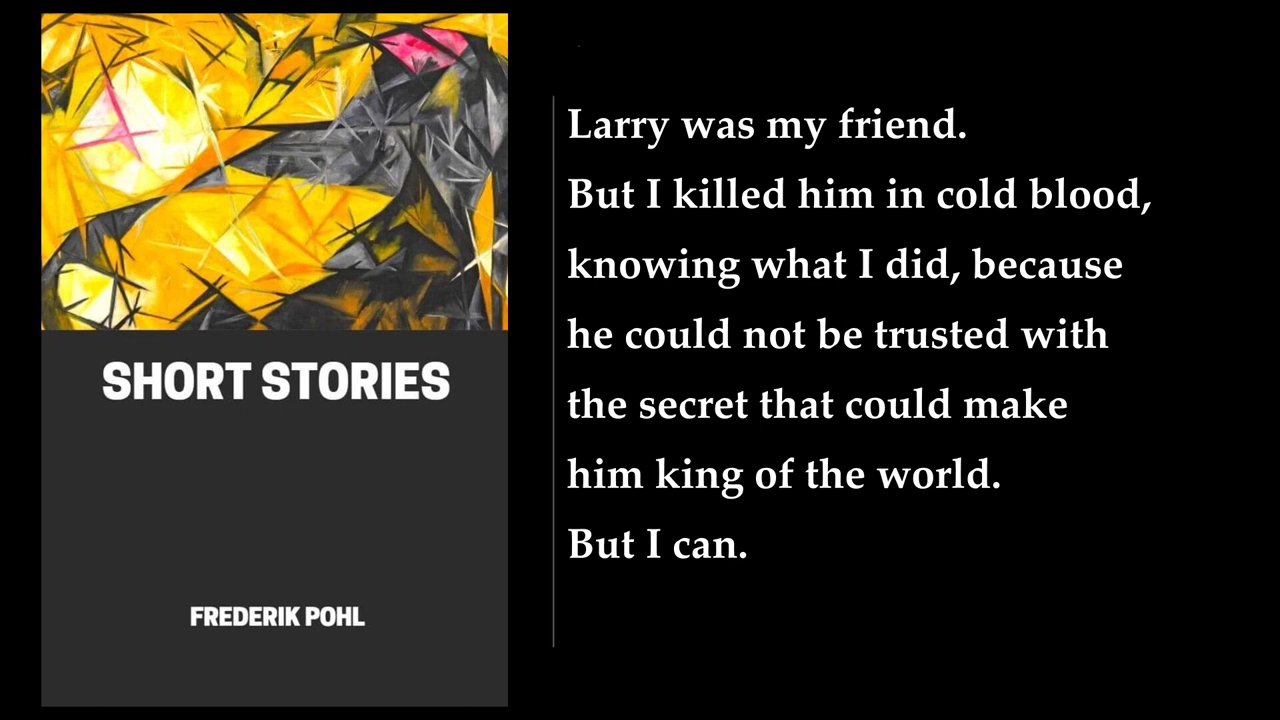 SHORT STORIES
FREDERIK POHL
Larry was my friend.
But I killed him in cold blood,
knowing what I did, because
he could not be trusted with
the secret that could make
him king of the world.
But I can.